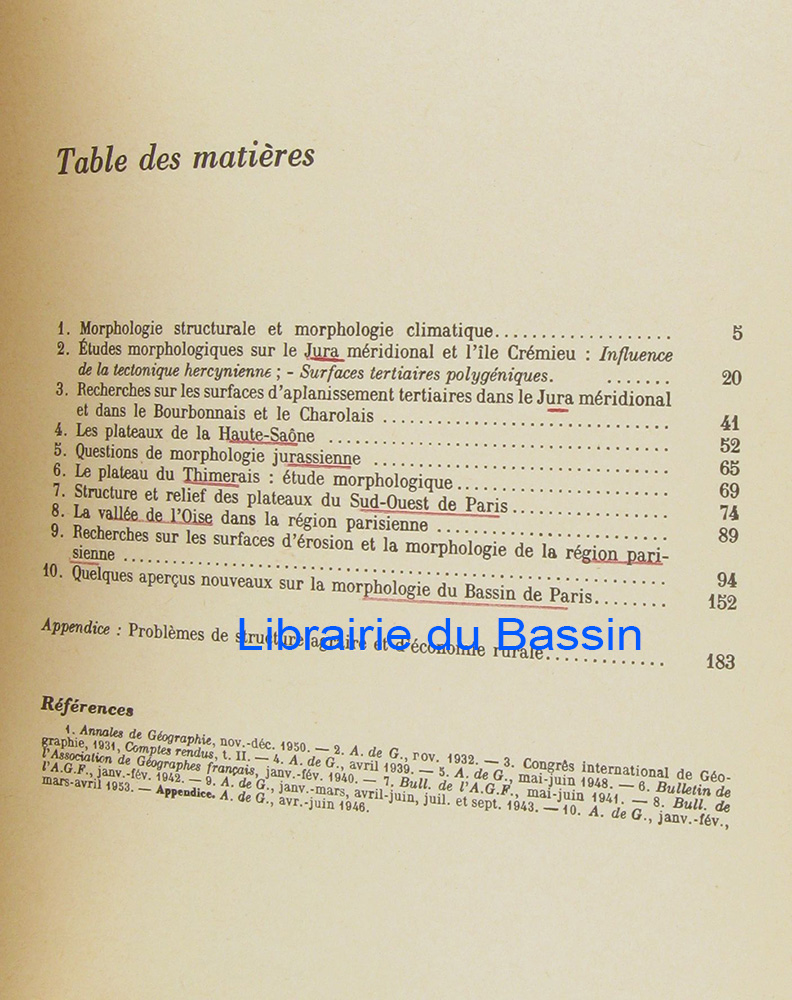 Table des matières
1. Morphologie structurale et morphologie climatique.................... 5
2. Études morphologiques sur le Jura méridional et l'île Crémieu : Influence
de la tectonique hercynienne ; - Surfaces tertiaires polygéniques. ....... 20
3. Recherches sur les surfaces d'aplanissement tertiaires dans le Jura méridional
et dans le Bourbonnais et le Charolais ................................ 41
4. Les plateaux de la Haute-Saône ...................................... 52
5. Questions de morphologie jurassienne ................................ 65
6. Le plateau du Thimerais : étude morphologique........................ 69
7. Structure et relief des plateaux du Sud-Ouest de Paris ................. 74
8. La vallée de l'Oise dans la région parisienne .......................... 89
9. Recherches sur les surfaces d'érosion et la morphologie de la région pari-
sienne ............................................................ 94
10. Quelques aperçus nouveaux sur la morphologie du Bassin de Paris........ 152
Appendice : Problèmes de structure agraire et d'économie rurale............. 183
Librairie du Bassin
Références
1. Annales de Géographie, nov.-déc. 1950. — 2. A. de G., nov. 1932. — 3. Congrès international de Géo-
graphie, 1931, Comptes rendus, t. II. — 4. A. de G., avril 1939. — 5. A. de G., mai-juin 1948. — 6. Bulletin de
l'Association de Géographes français, janv.-fév. 1940. — 7. Bull. de l'A.G.F., mai-juin 1941. — 8. Bull. de
l'A.G.F., janv.-fév. 1942. — 9. A. de G., janv.-mars, avril-juin, juil. et sept. 1943. — 10. A. de G., janv.-fév.,
mars-avril 1953. — Appendice. A. de G., avr.-juin 1946.